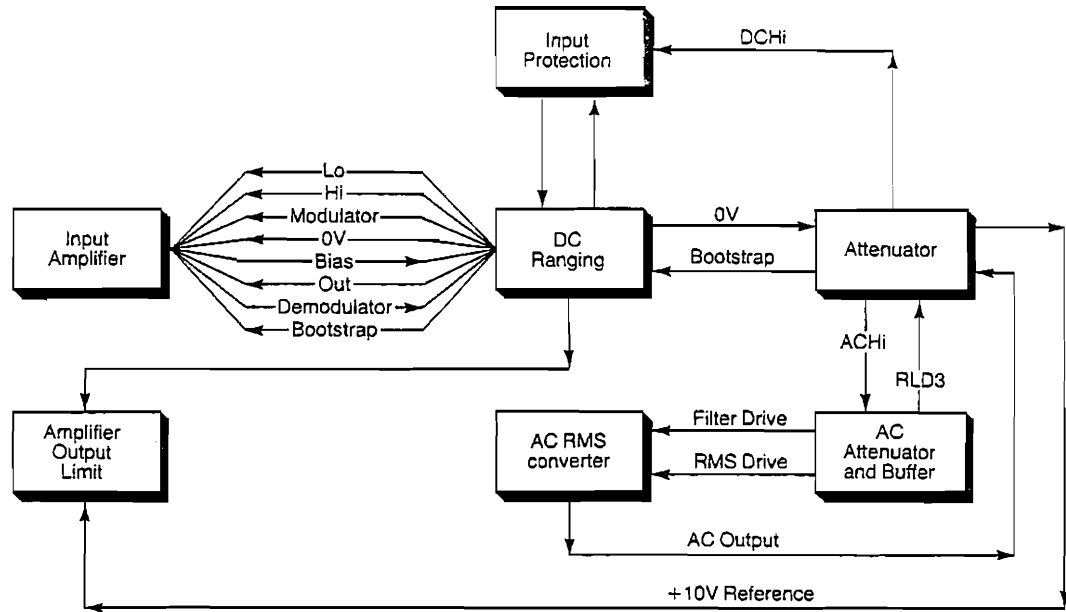 Input
Protection
DCHi
Lo
Hi
Modulator
0V
Bias
Out
Demodulator
Bootstrap
Input
Amplifier
DC
Ranging
0V
Bootstrap
Attenuator
ACHi
RLD3
Amplifier
Output
Limit
AC RMS
converter
Filter Drive
RMS Drive
AC
Attenuator
and Buffer
AC Output
+10V Reference